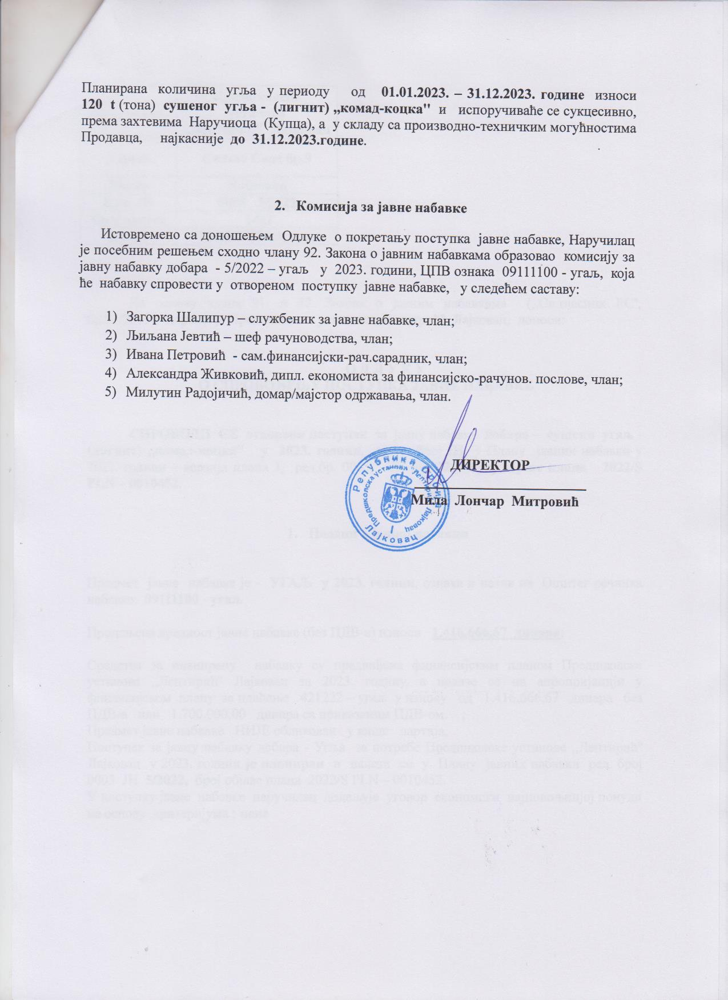 Планирана количина угља у периоду од 01.01.2023. – 31.12.2023. године износи
120 t (тона) сушеног угља - (лигнит) „комад-коцка" и испоручиваће се сукцесивно,
према захтевима Наручиоца (Купца), а у складу са производно-техничким могућностима
Продавца, најкасније до 31.12.2023.године.
2. Комисија за јавне набавке
Истовремено са доношењем Одлуке о покретању поступка јавне набавке, Наручилац
је посебним решењем сходно члану 92. Закона о јавним набавкама образовао комисију за
јавну набавку добара - 5/2022 – угаљ у 2023. години, ЦПВ ознака 09111100 - угаљ, која
ће набавку спровести у отвореном поступку јавне набавке, у следећем саставу:
1) Загорка Шалипур – службеник за јавне набавке, члан;
2) Љиљана Јевтић – шеф рачуноводства, члан;
3) Ивана Петровић - сам.финансијски-рач.сарадник, члан;
4) Александра Живковић, дипл. економиста за финансијско-рачунов. послове, члан;
5) Милутин Радојичић, домар/мајстор одржавања, члан.
ДИРЕКТОР
Мила Лончар Митровић
Република Србија
Предшколска установа "Лептирић" Лајковац
I
Лајковац